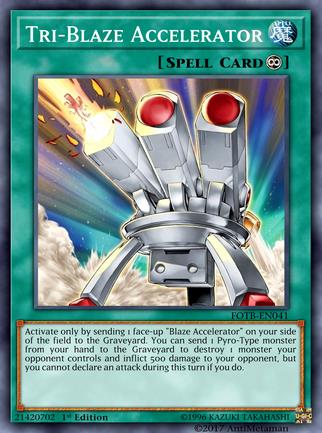 Tri-Blaze Accelerator
[Spell Card]
FOTB-EN041
Activate only by sending 1 face-up "Blaze Accelerator" on your side
of the field to the Graveyard. You can send 1 Pyro-Type monster
from your hand to the Graveyard to destroy 1 monster your
opponent controls and inflict 500 damage to your opponent, but
you cannot declare an attack during this turn if you do.
21420702 1st Edition ©1996 KAZUKI TAKAHASHI
©2017 AntiMetaman